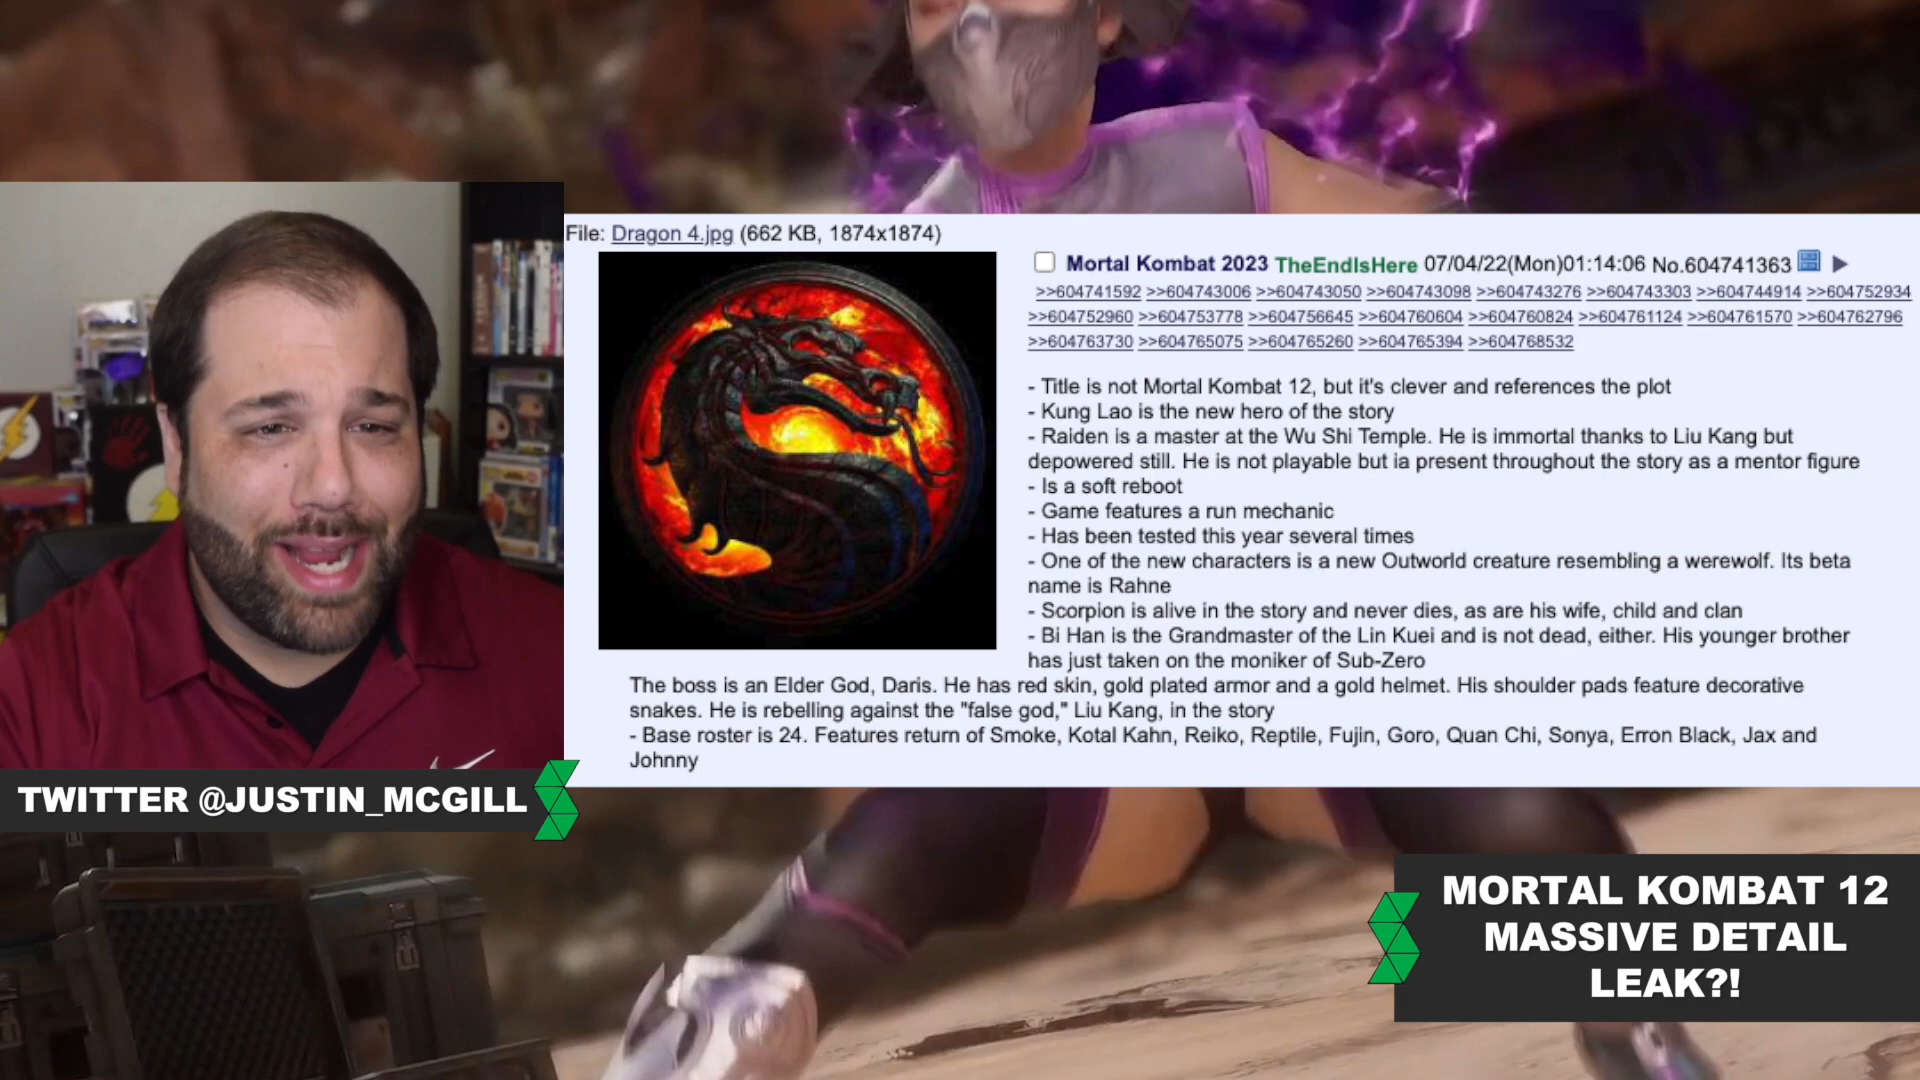 File: Dragon 4.jpg (662 KB, 1874x1874)
Mortal Kombat 2023 TheEndIsHere 07/04/22(Mon)01:14:06 No.604741363
>>604741592 >>604743006 >>604743050 >>604743098 >>604743276 >>604743303 >>604744914 >>604752934
>>604752960 >>604753778 >>604756645 >>604760604 >>604760824 >>604761124 >>604761570 >>604762796
>>604763730 >>604765075 >>604765260 >>604765394 >>604768532
- Title is not Mortal Kombat 12, but it's clever and references the plot
- Kung Lao is the new hero of the story
- Raiden is a master at the Wu Shi Temple. He is immortal thanks to Liu Kang but
depowered still. He is not playable but ia present throughout the story as a mentor figure
- Is a soft reboot
- Game features a run mechanic
- Has been tested this year several times
- One of the new characters is a new Outworld creature resembling a werewolf. Its beta
name is Rahne
- Scorpion is alive in the story and never dies, as are his wife, child and clan
- Bi Han is the Grandmaster of the Lin Kuei and is not dead, either. His younger brother
has just taken on the moniker of Sub-Zero
The boss is an Elder God, Daris. He has red skin, gold plated armor and a gold helmet. His shoulder pads feature decorative
snakes. He is rebelling against the "false god," Liu Kang, in the story
- Base roster is 24. Features return of Smoke, Kotal Kahn, Reiko, Reptile, Fujin, Goro, Quan Chi, Sonya, Erron Black, Jax and
Johnny
TWITTER @JUSTIN_MCGILL
MORTAL KOMBAT 12
MASSIVE DETAIL
LEAK?!